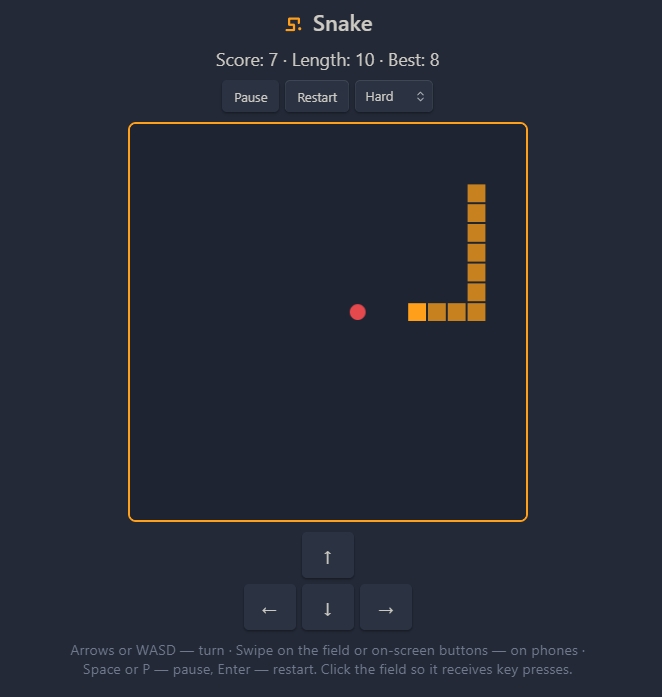 Snake
Score: 7 · Length: 10 · Best: 8
Pause Restart Hard
↑
← ↓ →
Arrows or WASD — turn · Swipe on the field or on-screen buttons — on phones ·
Space or P — pause, Enter — restart. Click the field so it receives key presses.